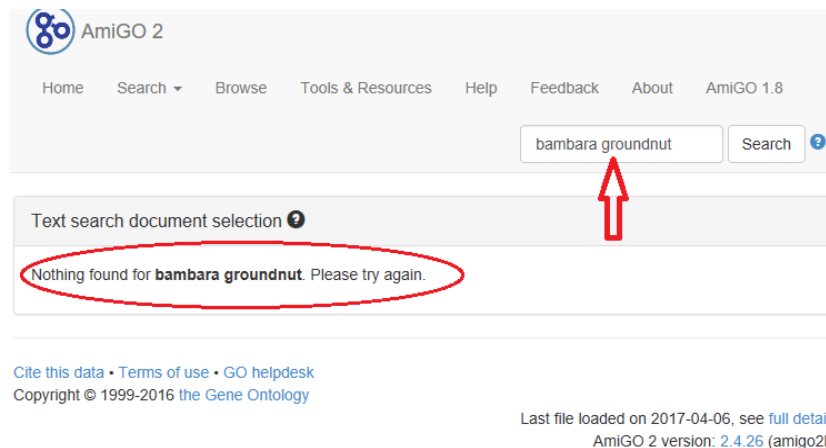 AmiGO 2
Home Search Browse Tools & Resources Help Feedback About AmiGO 1.8
bambara groundnut Search ?
Text search document selection ?
Nothing found for bambara groundnut. Please try again.
Cite this data • Terms of use • GO helpdesk
Copyright © 1999-2016 the Gene Ontology
Last file loaded on 2017-04-06, see full detai
AmiGO 2 version: 2.4.26 (amigo2